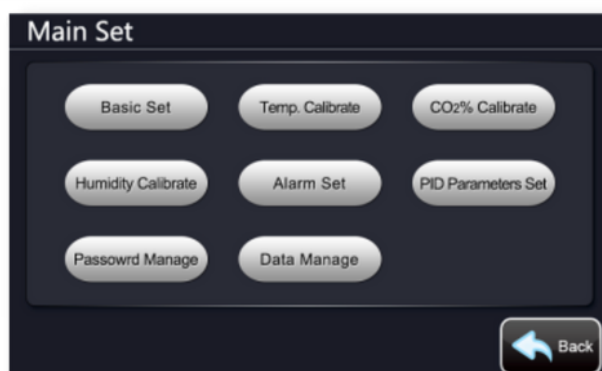 Main Set
Basic Set
Temp. Calibrate
CO2% Calibrate
Humidity Calibrate
Alarm Set
PID Parameters Set
Passowrd Manage
Data Manage
Back